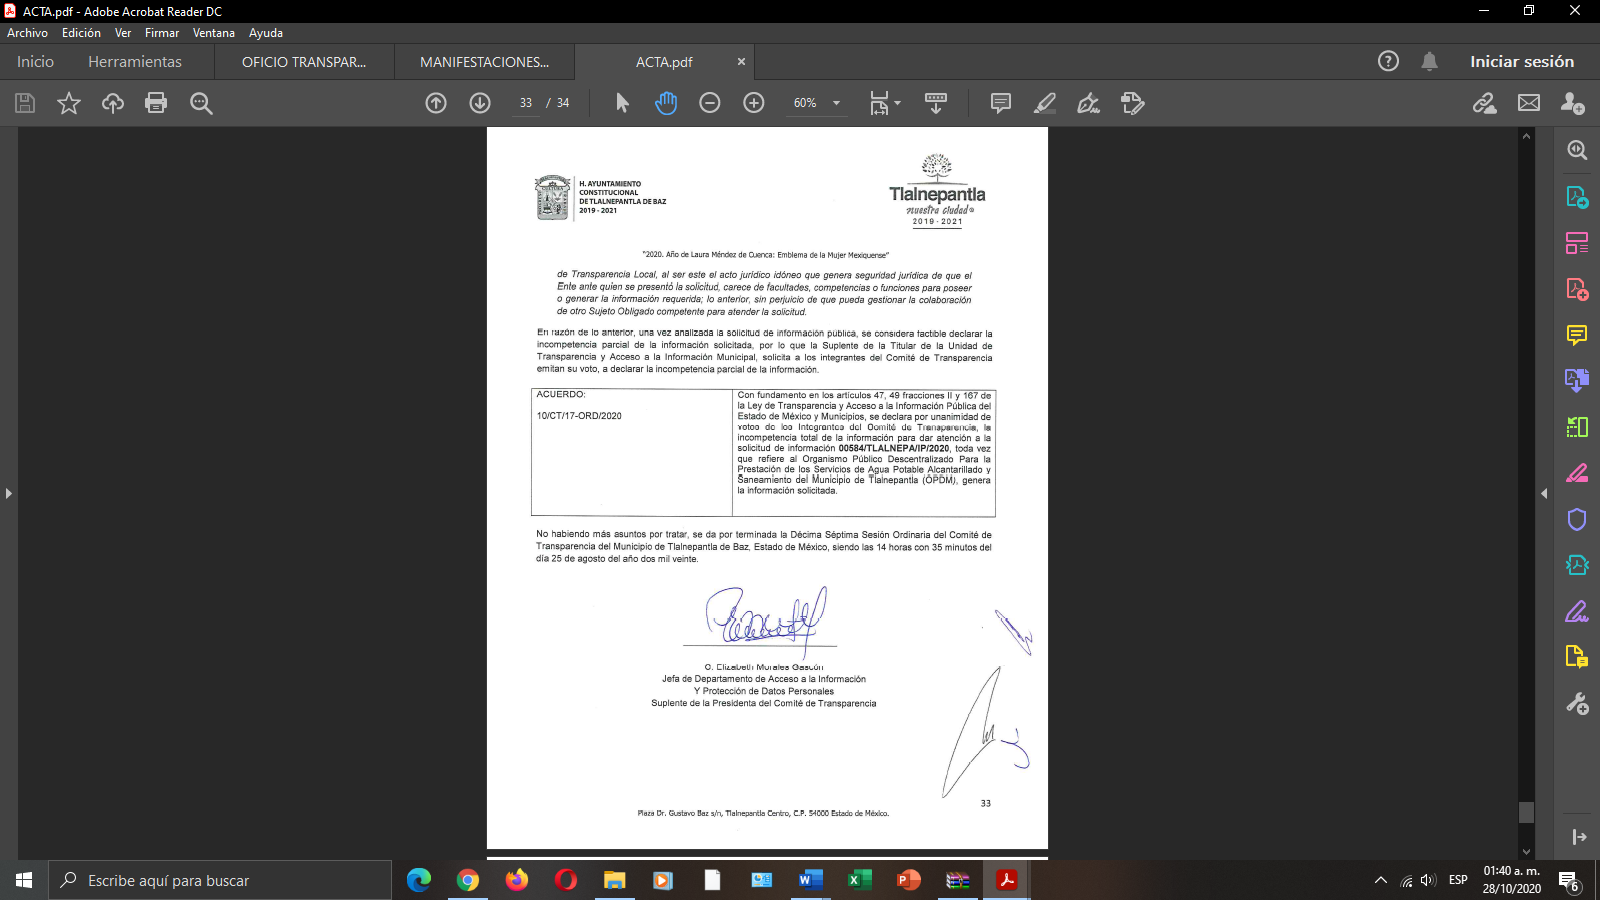 ACTA.pdf - Adobe Acrobat Reader DC
Archivo Edición Ver Firmar Ventana Ayuda
Inicio Herramientas OFICIO TRANSPAR... MANIFESTACIONES... ACTA.pdf × Iniciar sesión
33 / 34 60%
CULTURA
H. AYUNTAMIENTO
CONSTITUCIONAL
DE TLALNEPANTLA DE BAZ
2019 - 2021
Tlalnepantla
nuestra ciudad®
2019 - 2021
"2020. Año de Laura Méndez de Cuenca: Emblema de la Mujer Mexiquense"
de Transparencia Local, al ser este el acto jurídico idóneo que genera seguridad jurídica de que el
Ente ante quien se presentó la solicitud, carece de facultades, competencias o funciones para poseer
o generar la información requerida; lo anterior, sin perjuicio de que pueda gestionar la colaboración
de otro Sujeto Obligado competente para atender la solicitud.
En razón de lo anterior, una vez analizada la solicitud de información pública, se considera factible declarar la
incompetencia parcial de la información solicitada, por lo que la Suplente de la Titular de la Unidad de
Transparencia y Acceso a la Información Municipal, solicita a los integrantes del Comité de Transparencia
emitan su voto, a declarar la incompetencia parcial de la información.
ACUERDO:
10/CT/17-ORD/2020
Con fundamento en los artículos 47, 49 fracciones II y 167 de
la Ley de Transparencia y Acceso a la Información Pública del
Estado de México y Municipios, se declara por unanimidad de
votos de los Integrantes del Comité de Transparencia, la
incompetencia total de la información para dar atención a la
solicitud de información 00584/TLALNEPA/IP/2020, toda vez
que refiere al Organismo Público Descentralizado Para la
Prestación de los Servicios de Agua Potable Alcantarillado y
Saneamiento del Municipio de Tlalnepantla (OPDM), genera
la información solicitada.
No habiendo más asuntos por tratar, se da por terminada la Décima Séptima Sesión Ordinaria del Comité de
Transparencia del Municipio de Tlalnepantla de Baz, Estado de México, siendo las 14 horas con 35 minutos del
día 25 de agosto del año dos mil veinte.
C. Elizabeth Morales Gascón
Jefa de Departamento de Acceso a la Información
Y Protección de Datos Personales
Suplente de la Presidenta del Comité de Transparencia
33
Plaza Dr. Gustavo Baz s/n, Tlalnepantla Centro, C.P. 54000 Estado de México.
Escribe aquí para buscar
ESP
01:40 a. m.
28/10/2020
6